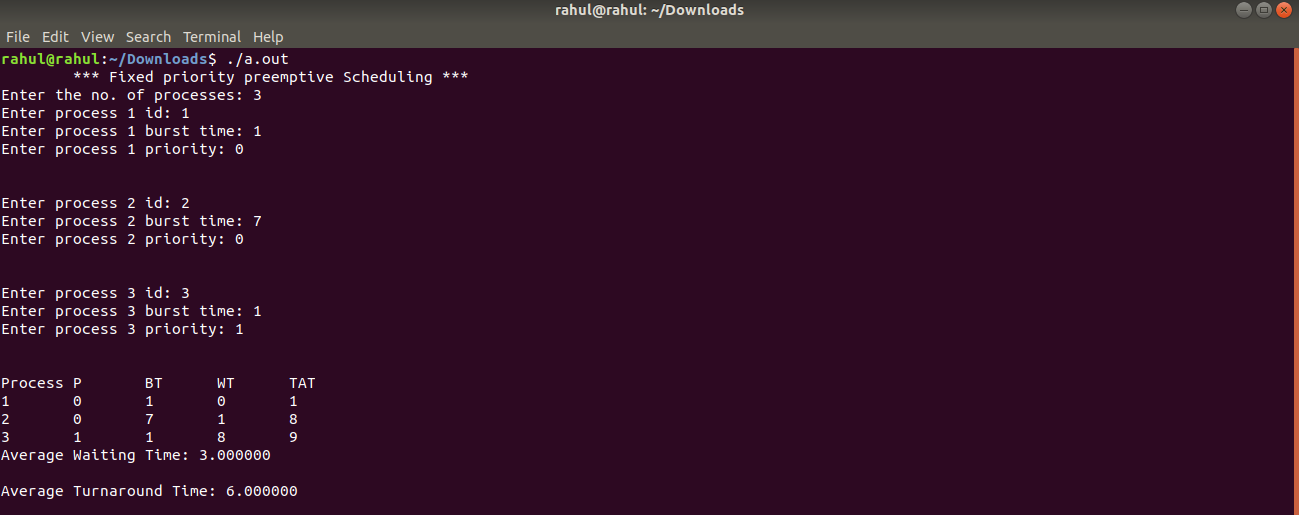 rahul@rahul: ~/Downloads
File Edit View Search Terminal Help
rahul@rahul:~/Downloads$ ./a.out
*** Fixed priority preemptive Scheduling ***
Enter the no. of processes: 3
Enter process 1 id: 1
Enter process 1 burst time: 1
Enter process 1 priority: 0
Enter process 2 id: 2
Enter process 2 burst time: 7
Enter process 2 priority: 0
Enter process 3 id: 3
Enter process 3 burst time: 1
Enter process 3 priority: 1
Process P BT WT TAT
1 0 1 0 1
2 0 7 1 8
3 1 1 8 9
Average Waiting Time: 3.000000
Average Turnaround Time: 6.000000